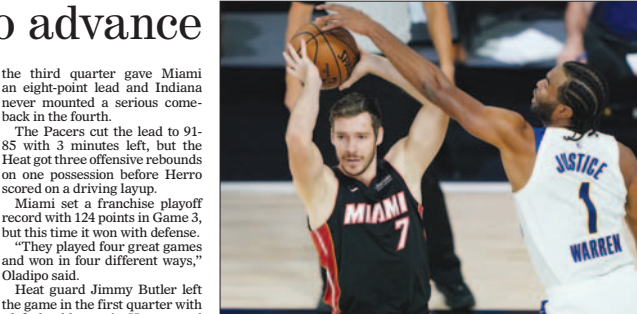 o advance
the third quarter gave Miami
an eight-point lead and Indiana
never mounted a serious come-
back in the fourth.
The Pacers cut the lead to 91-
85 with 3 minutes left, but the
Heat got three offensive rebounds
on one possession before Herro
scored on a driving layup.
Miami set a franchise playoff
record with 124 points in Game 3,
but this time it won with defense.
“They played four great games
and won in four different ways,”
Oladipo said.
Heat guard Jimmy Butler left
the game in the first quarter with
MIAMI
7
JUSTICE
1
WARREN